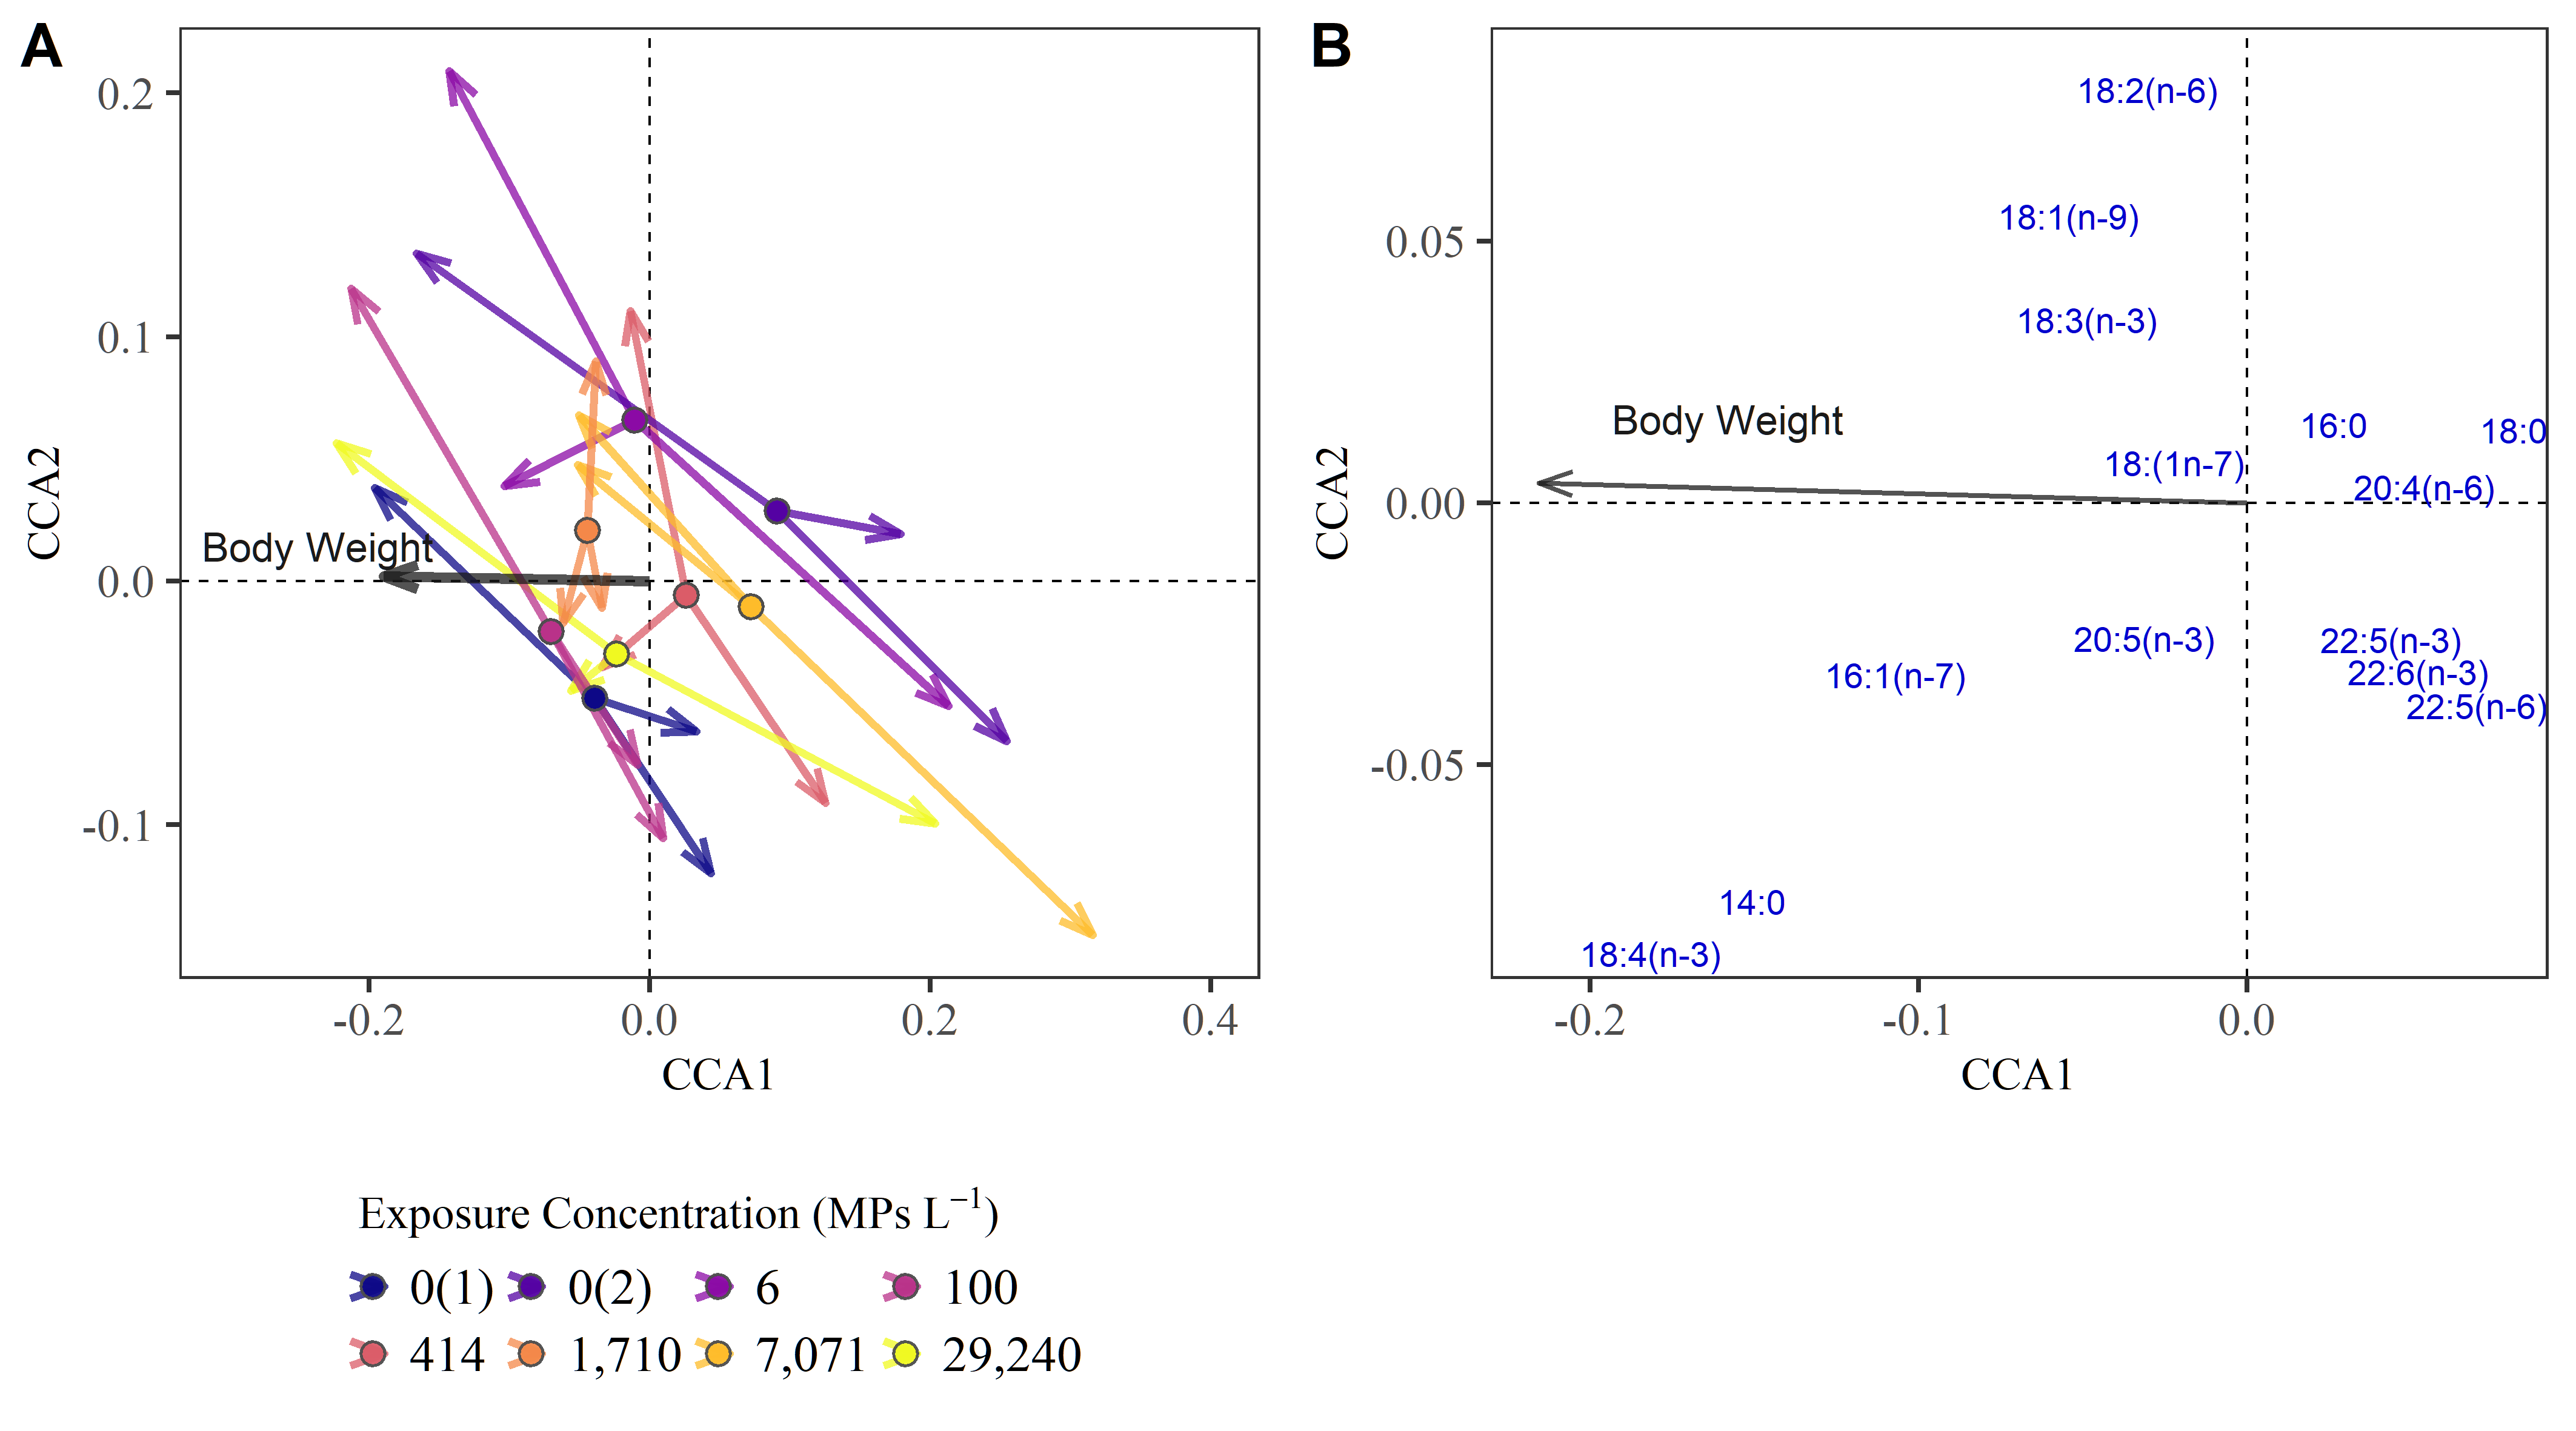 A
B
0.2
0.1
0.0
-0.1
CCA2
Body Weight
-0.2
0.0
0.2
0.4
CCA1
0.05
0.00
-0.05
CCA2
18:2(n-6)
18:1(n-9)
18:3(n-3)
Body Weight
16:0
18:0
18:(1n-7)
20:4(n-6)
20:5(n-3)
22:5(n-3)
16:1(n-7)
22:6(n-3)
22:5(n-6)
14:0
18:4(n-3)
-0.2
-0.1
0.0
CCA1
Exposure Concentration (MPs L⁻¹)
0(1) 0(2) 6 100
414 1,710 7,071 29,240